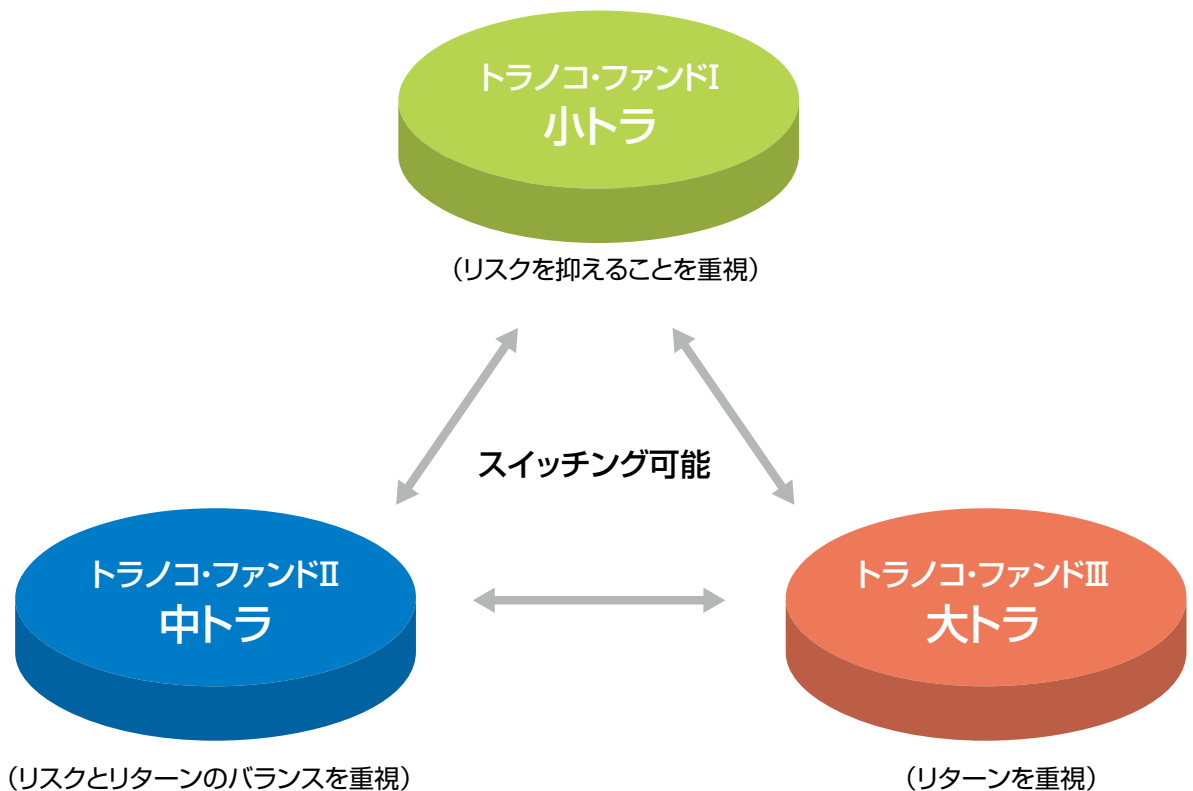 トラノコ・ファンドⅠ
小トラ
（リスクを抑えることを重視）
スイッチング可能
トラノコ・ファンドⅡ
中トラ
（リスクとリターンのバランスを重視）
トラノコ・ファンドⅢ
大トラ
（リターンを重視）